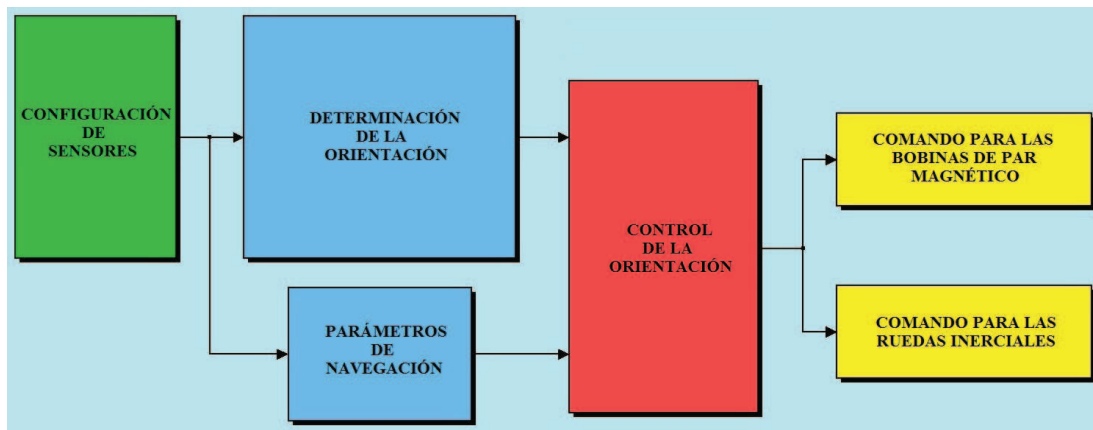 CONFIGURACIÓN
DE
SENSORES
DETERMINACIÓN
DE LA
ORIENTACIÓN
PARÁMETROS
DE
NAVEGACIÓN
CONTROL
DE LA
ORIENTACIÓN
COMANDO PARA LAS
BOBINAS DE PAR
MAGNÉTICO
COMANDO PARA LAS
RUEDAS INERCIALES